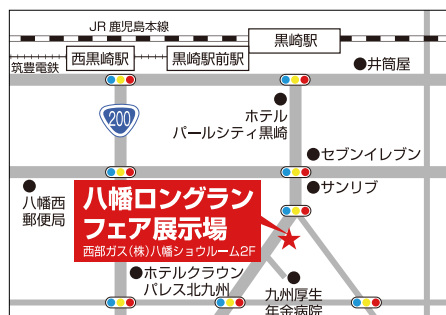 JR 鹿児島本線
黒崎駅
西黒崎駅
黒崎駅前駅
筑豊電鉄
井筒屋
200
ホテル
パールシティ黒崎
セブンイレブン
サンリブ
八幡西
郵便局
八幡ロングラン
フェア展示場
西部ガス(株)八幡ショウルーム2F
ホテルクラウン
パレス北九州
九州厚生
年金病院